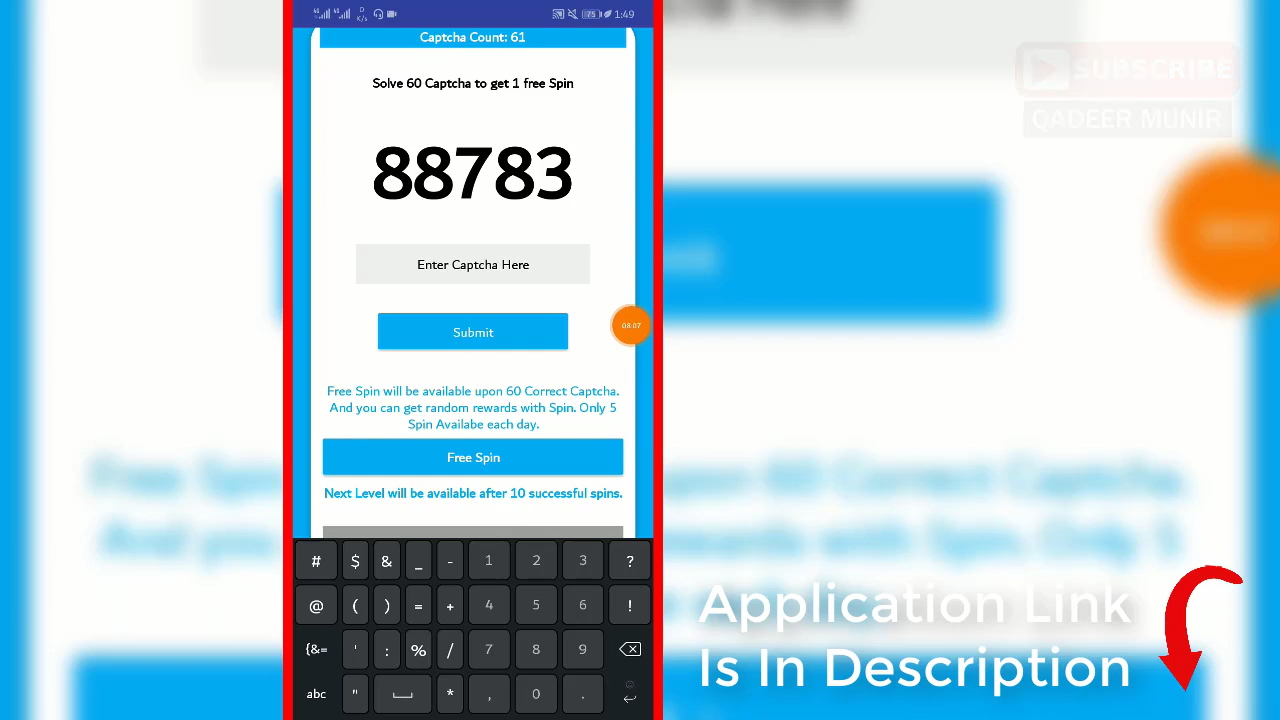 D
K/s
75
1:49
Captcha Count: 61
SUBSCRIBE
Solve 60 Captcha to get 1 free Spin
QADEER MUNIR
88783
Enter Captcha Here
03:07
Submit
Free Spin will be available upon 60 Correct Captcha.
And you can get random rewards with Spin. Only 5
Spin Availabe each day.
Free Spin
Next Level will be available after 10 successful spins.
# $ & _ - 1 2 3 ?
@ ( ) = + 4 5 6 !
{&= ' : % / 7 8 9
abc " * , 0 .
Application Link
Is In Description